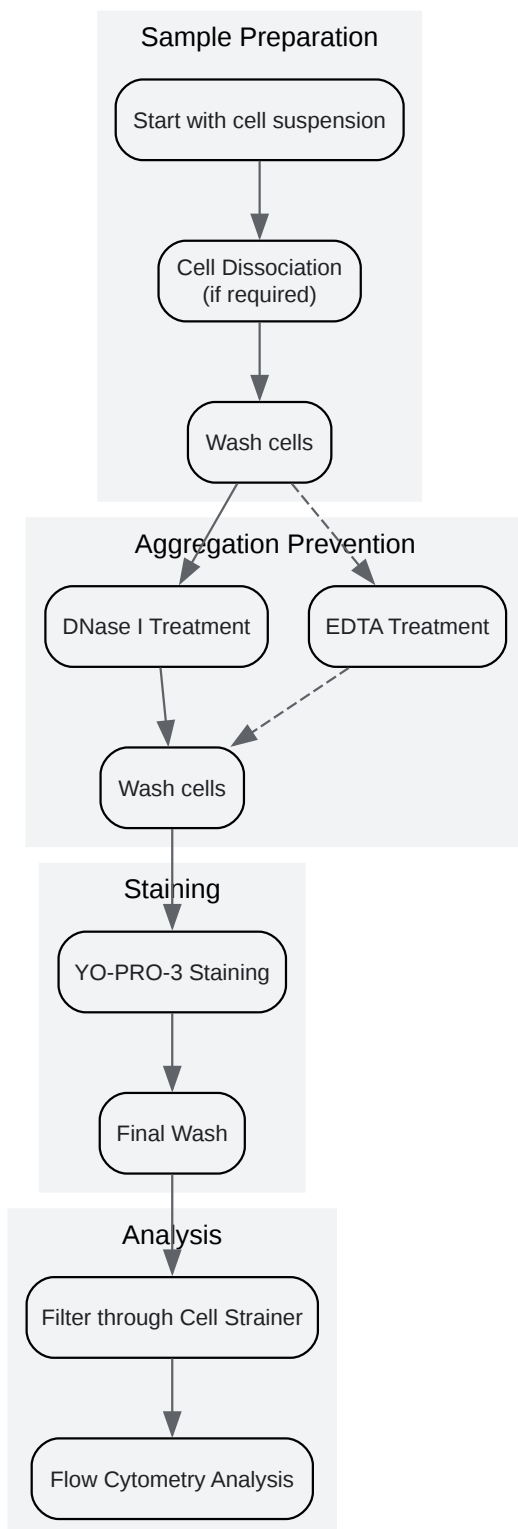 Sample Preparation
Start with cell suspension
Cell Dissociation
(if required)
Wash cells
Aggregation Prevention
DNase I Treatment
EDTA Treatment
Wash cells
Staining
YO-PRO-3 Staining
Final Wash
Analysis
Filter through Cell Strainer
Flow Cytometry Analysis